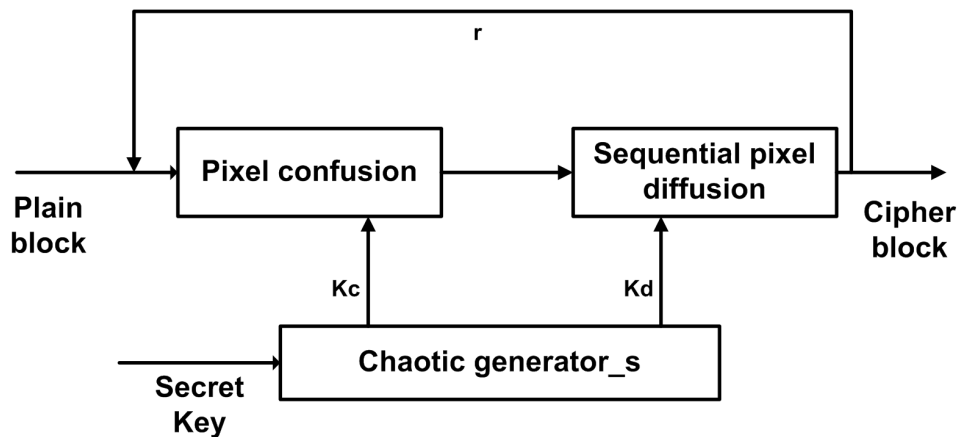 r
Pixel confusion
Sequential pixel
diffusion
Plain
block
Cipher
block
Kc
Kd
Chaotic generator_s
Secret
Key